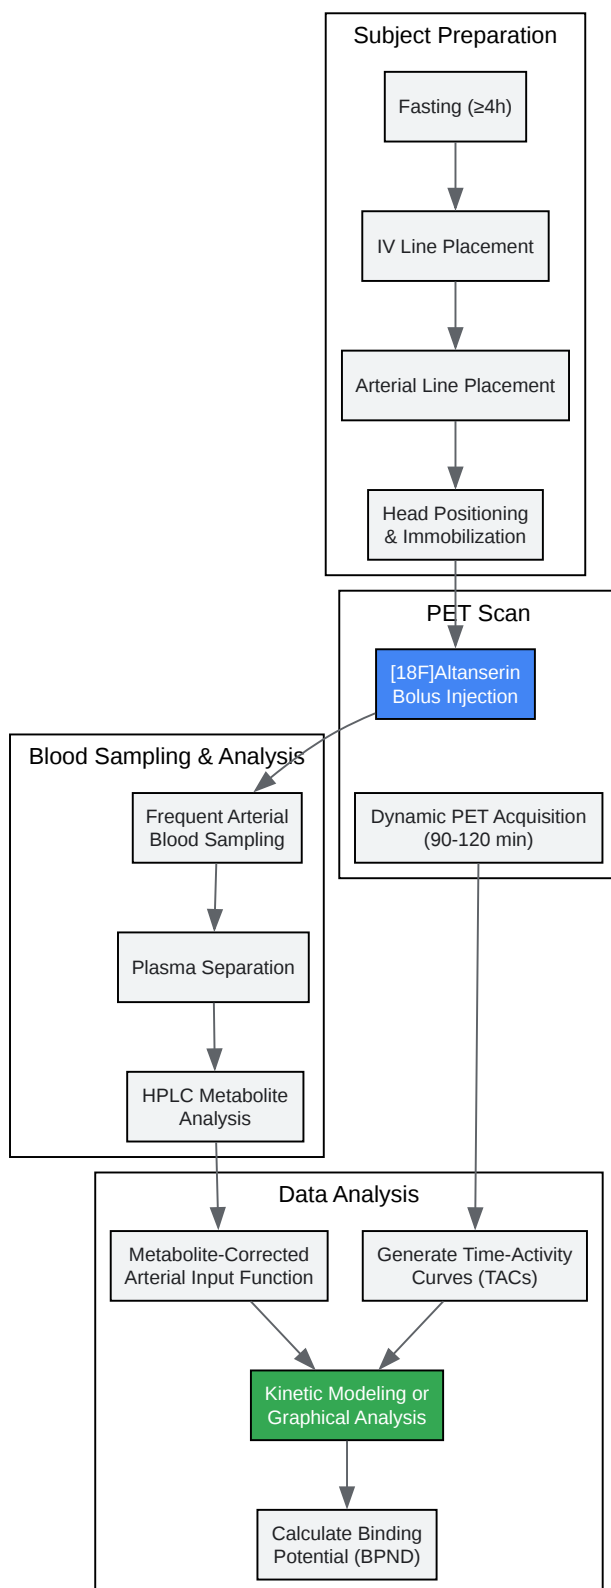 Subject Preparation
Fasting (≥4h)
IV Line Placement
Arterial Line Placement
Head Positioning
& Immobilization
PET Scan
[18F]Altanserin
Bolus Injection
Blood Sampling & Analysis
Frequent Arterial
Blood Sampling
Dynamic PET Acquisition
(90-120 min)
Plasma Separation
HPLC Metabolite
Analysis
Data Analysis
Metabolite-Corrected
Arterial Input Function
Generate Time-Activity
Curves (TACs)
Kinetic Modeling or
Graphical Analysis
Calculate Binding
Potential (BPND)